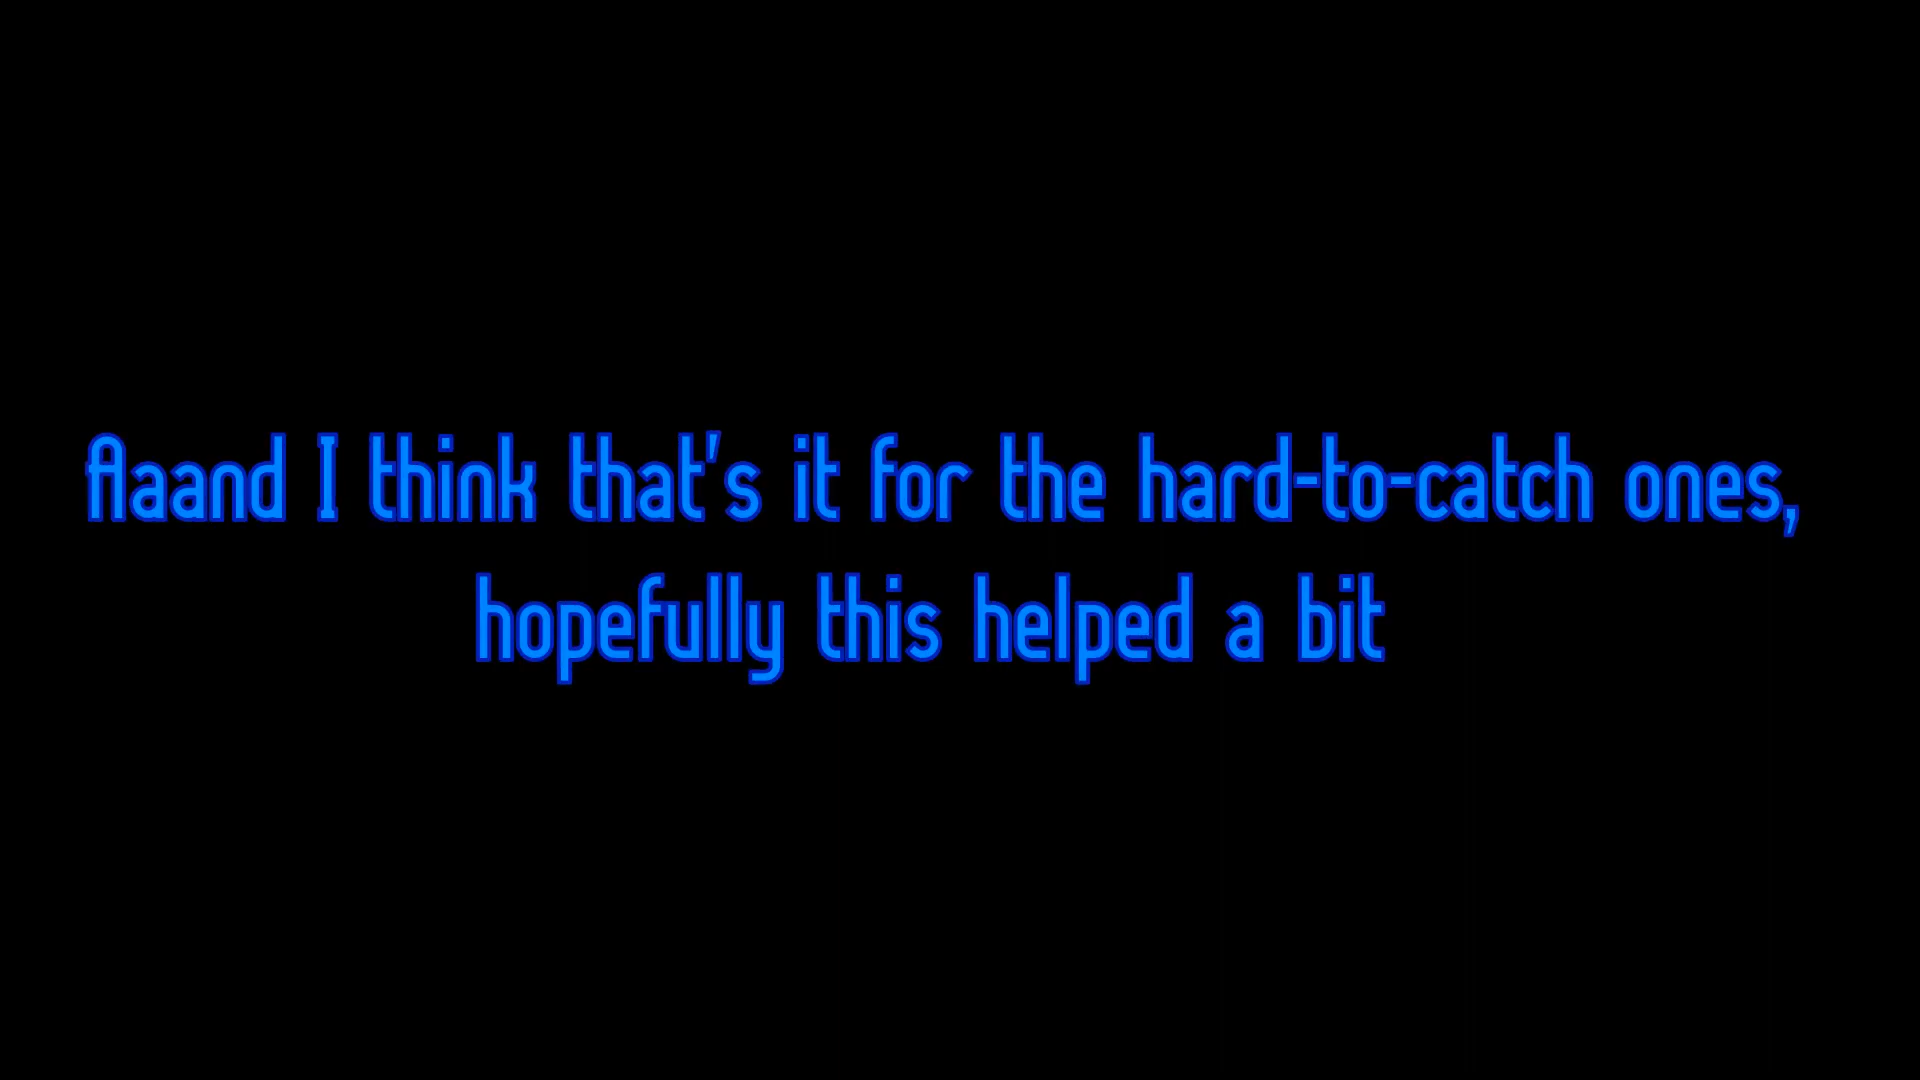 Aaand I think that's it for the hard-to-catch ones,
hopefully this helped a bit